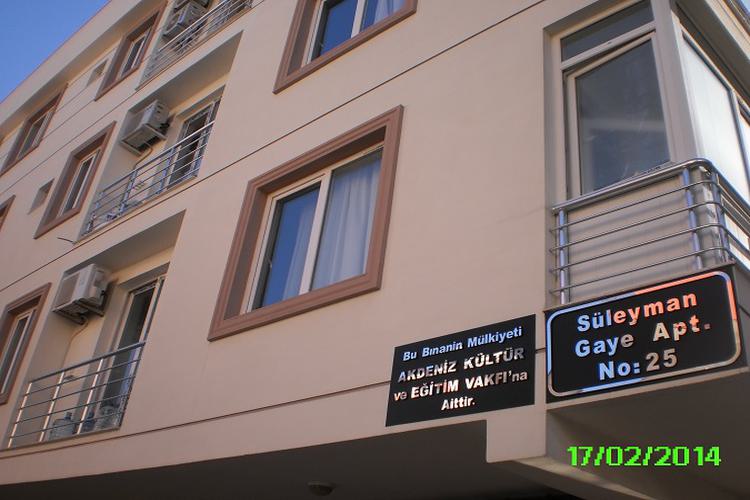 Bu Bınanin Mülkiyeti
AKDENİZ KÜLTÜR
ve EĞİTİM VAKFI'na
Aittir.
Süleyman
Gaye Apt.
No:25
17/02/2014